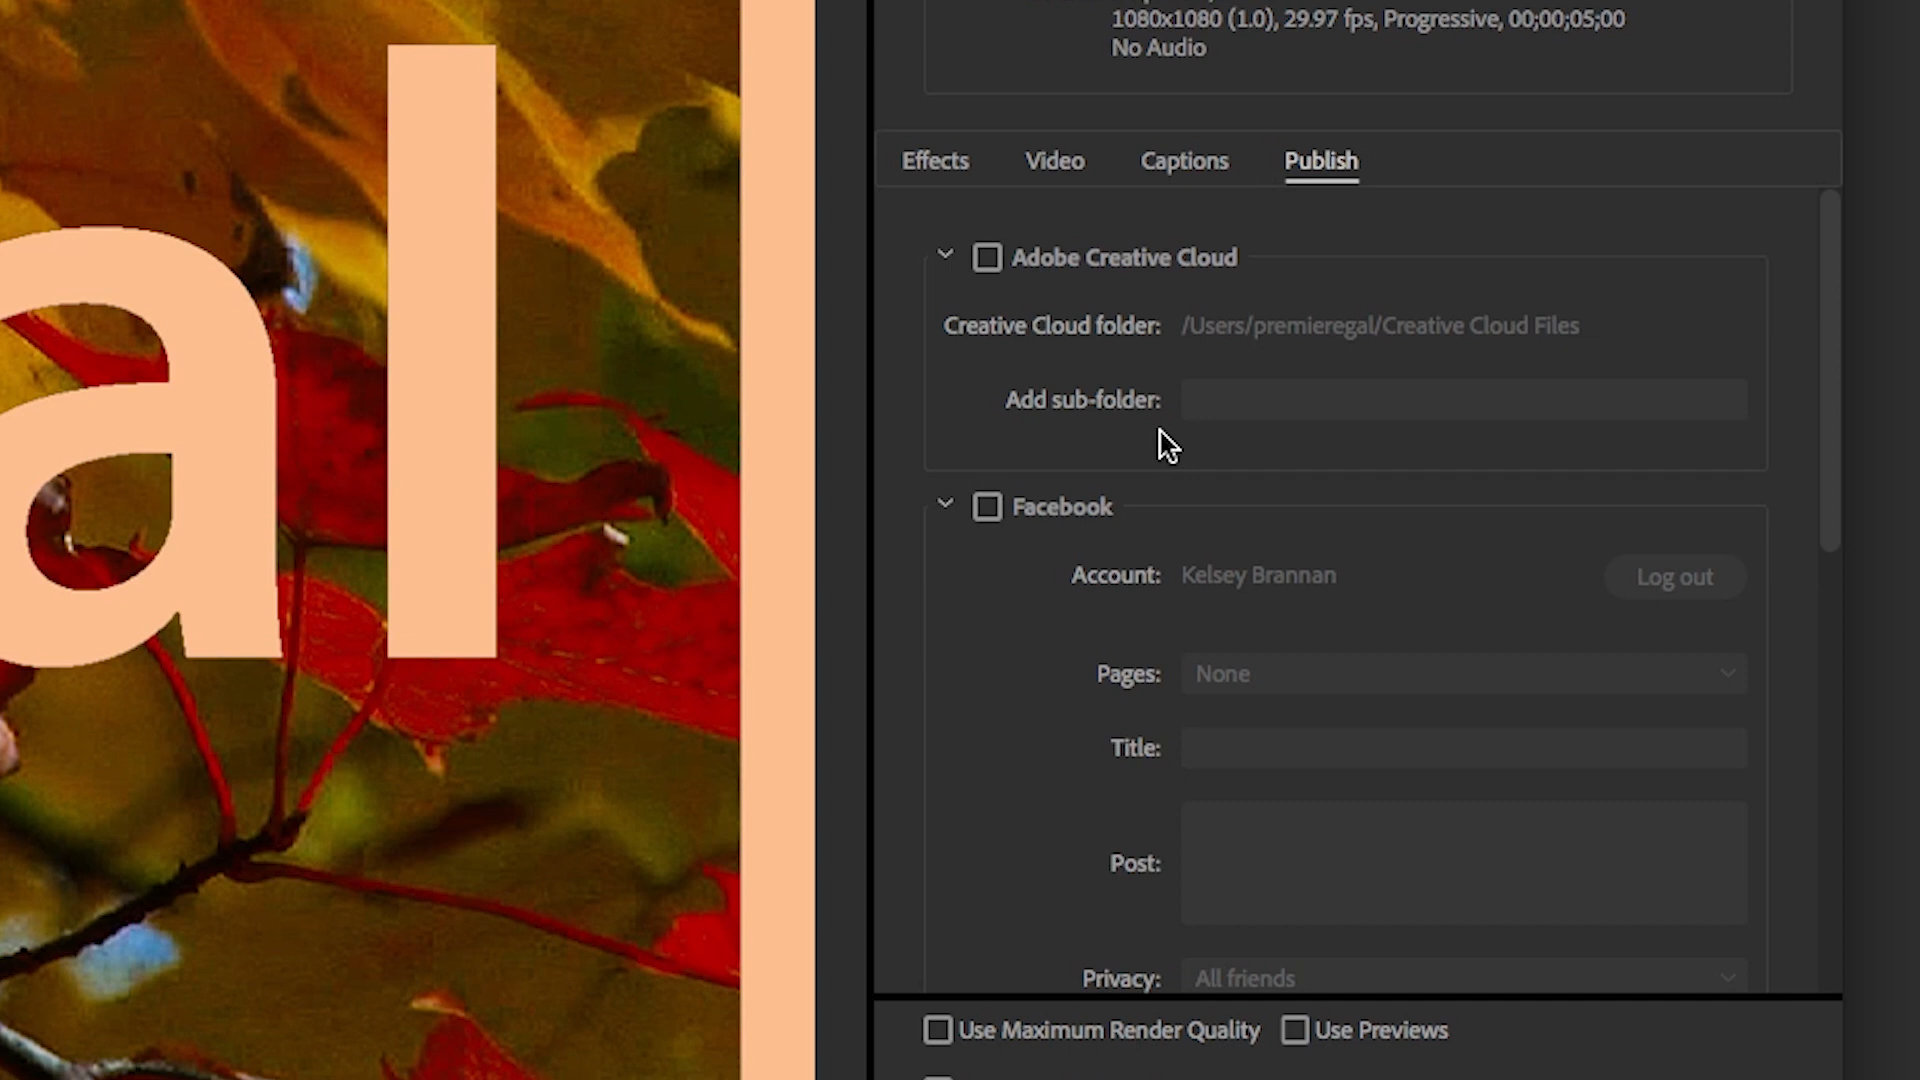 1080x1080 (1.0), 29.97 fps, Progressive, 00;00;05;00
No Audio
al
Effects Video Captions Publish
Adobe Creative Cloud
Creative Cloud folder: /Users/premieregal/Creative Cloud Files
Add sub-folder:
Facebook
Account: Kelsey Brannan Log out
Pages: None
Title:
Post:
Privacy: All friends
Use Maximum Render Quality Use Previews